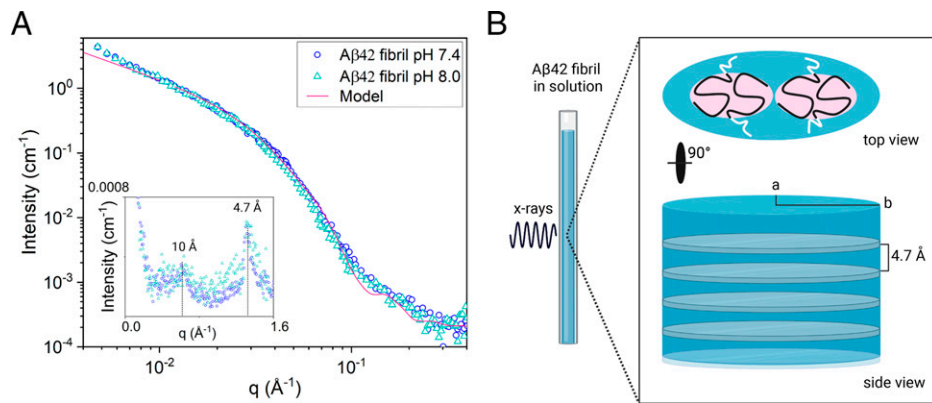 A
Intensity (cm⁻¹)
10⁰
10⁻¹
10⁻²
10⁻³
10⁻⁴
Aβ42 fibril pH 7.4
Aβ42 fibril pH 8.0
Model
0.0008
Intensity (cm⁻¹)
10 Å
4.7 Å
0.0
q (Å⁻¹)
1.6
10⁻²
10⁻¹
q (Å⁻¹)
B
Aβ42 fibril
in solution
x-rays
top view
90°
a
b
4.7 Å
side view